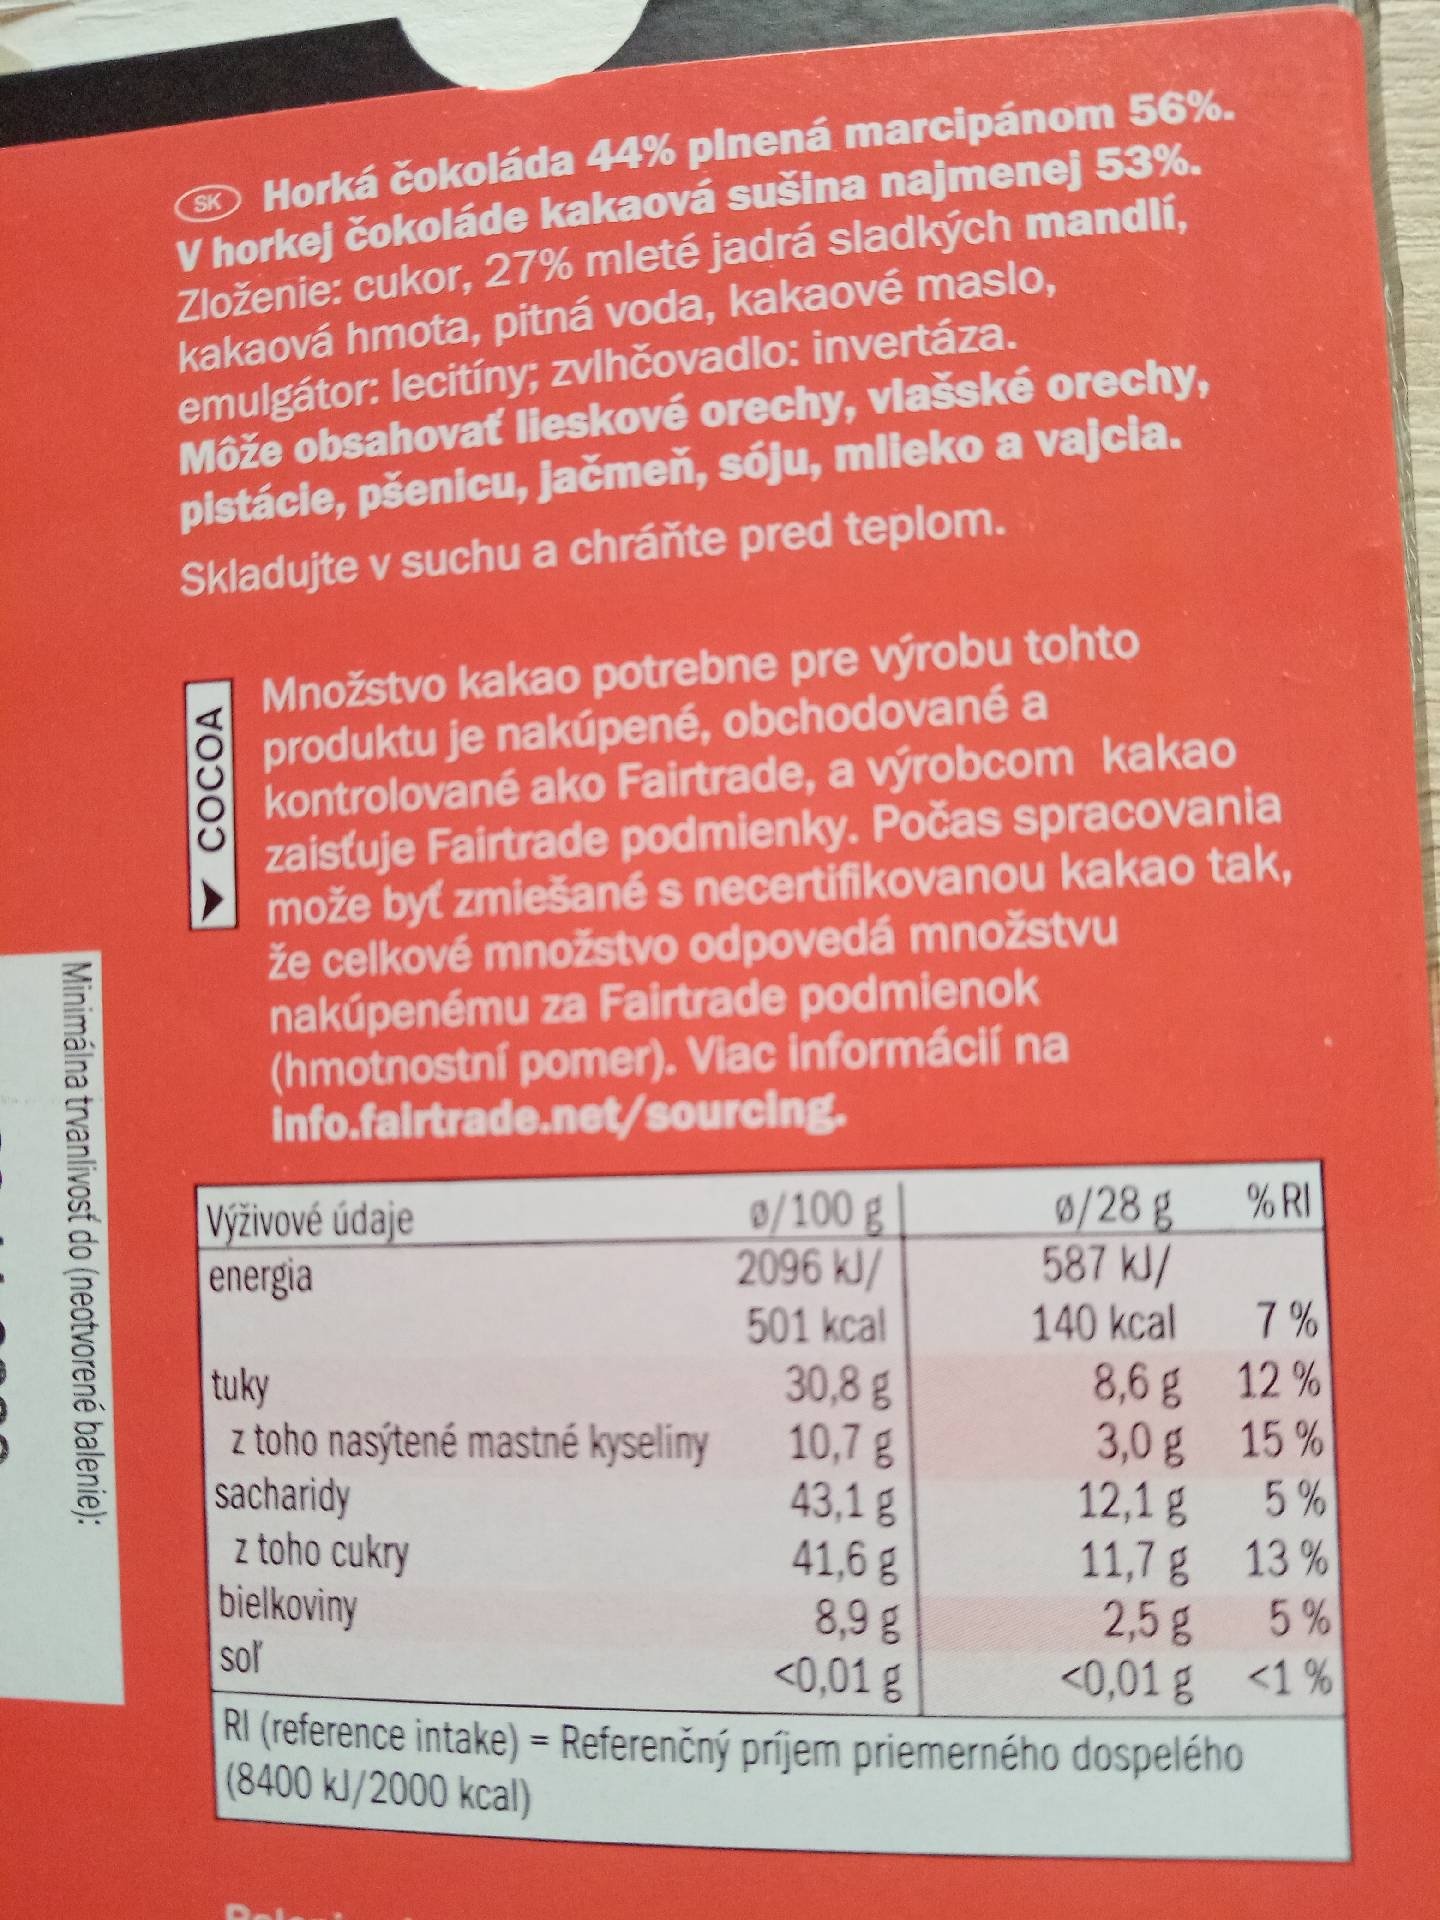 SK Horká čokoláda 44% plnená marcipánom 56%.
V horkej čokoláde kakaová sušina najmenej 53%.
Zloženie: cukor, 27% mleté jadrá sladkých mandlí,
kakaová hmota, pitná voda, kakaové maslo,
emulgátor: lecitíny; zvlhčovadlo: invertáza.
Môže obsahovať lieskové orechy, vlašské orechy,
pistácie, pšenicu, jačmeň, sóju, mlieko a vajcia.
Skladujte v suchu a chráňte pred teplom.
COCOA
Množstvo kakao potrebne pre výrobu tohto
produktu je nakúpené, obchodované a
kontrolované ako Fairtrade, a výrobcom kakao
zaisťuje Fairtrade podmienky. Počas spracovania
može byť zmiešané s necertifikovanou kakao tak,
že celkové množstvo odpovedá množstvu
nakúpenému za Fairtrade podmienok
(hmotnostní pomer). Viac informácií na
info.fairtrade.net/sourcing.
Minimálna trvanlivosť do (neotvorené balenie):
Výživové údaje ø/100 g ø/28 g % RI
energia 2096 kJ/ 587 kJ/
501 kcal 140 kcal 7 %
tuky 30,8 g 8,6 g 12 %
z toho nasýtené mastné kyseliny 10,7 g 3,0 g 15 %
sacharidy 43,1 g 12,1 g 5 %
z toho cukry 41,6 g 11,7 g 13 %
bielkoviny 8,9 g 2,5 g 5 %
soľ <0,01 g <0,01 g <1 %
RI (reference intake) = Referenčný príjem priemerného dospelého
(8400 kJ/2000 kcal)